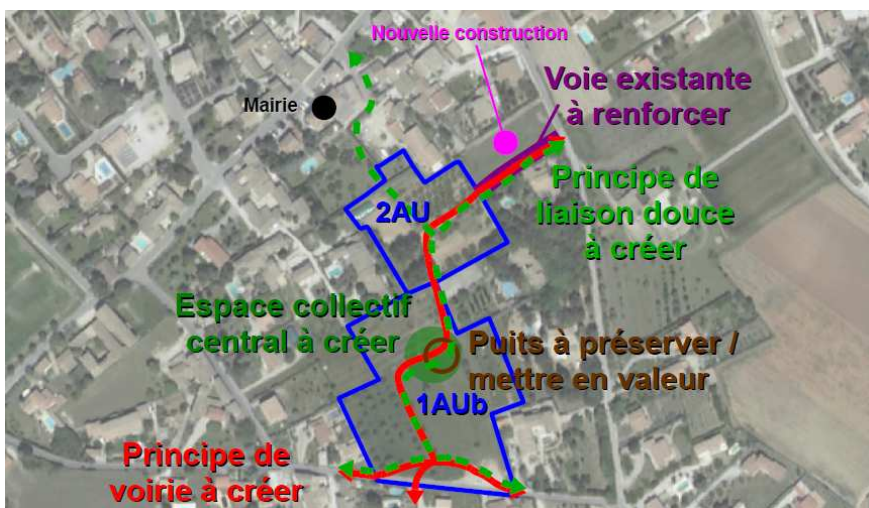 Nouvelle construction
Mairie
Voie existante
à renforcer
Principe de
liaison douce
à créer
2AU
Espace collectif
central à créer
Puits à préserver /
mettre en valeur
1AUb
Principe de
voirie à créer